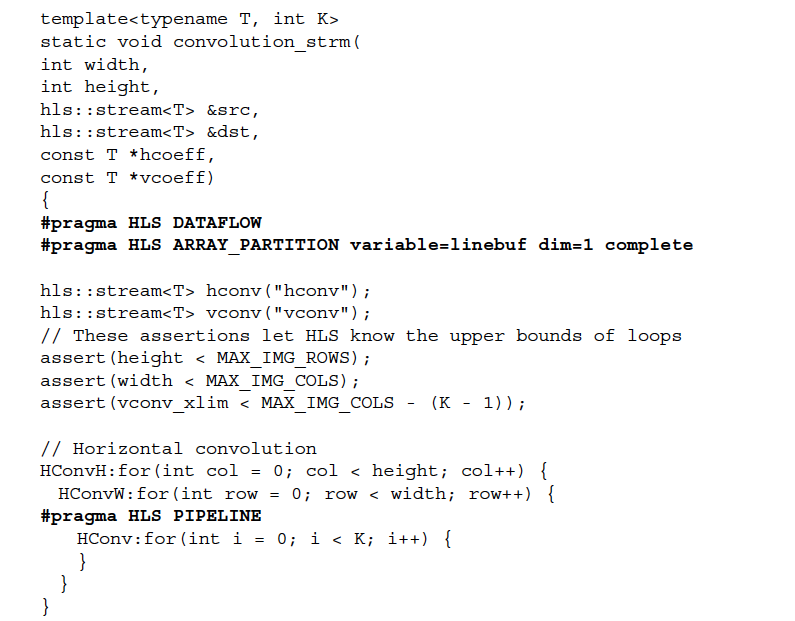 template<typename T, int K>
static void convolution_strm(
int width,
int height,
hls::stream<T> &src,
hls::stream<T> &dst,
const T *hcoeff,
const T *vcoeff)
{
#pragma HLS DATAFLOW
#pragma HLS ARRAY_PARTITION variable=linebuf dim=1 complete

hls::stream<T> hconv("hconv");
hls::stream<T> vconv("vconv");
// These assertions let HLS know the upper bounds of loops
assert(height < MAX_IMG_ROWS);
assert(width < MAX_IMG_COLS);
assert(vconv_xlim < MAX_IMG_COLS - (K - 1));

// Horizontal convolution
HConvH:for(int col = 0; col < height; col++) {
HConvW:for(int row = 0; row < width; row++) {
#pragma HLS PIPELINE
HConv:for(int i = 0; i < K; i++) {
}
}
}